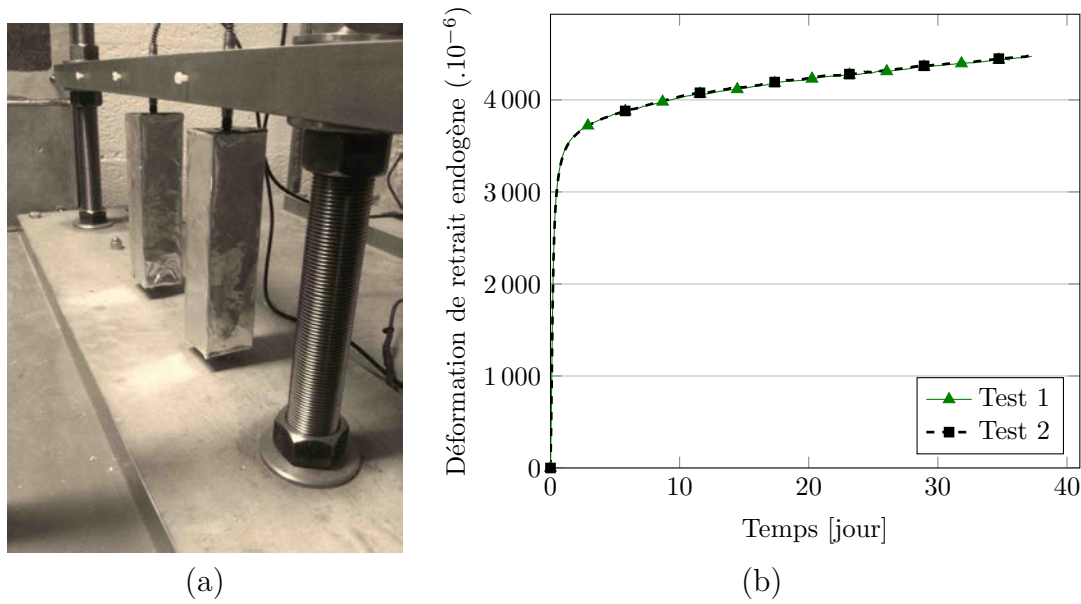 Déformation de retrait endogène (.10⁻⁶)
4 000
3 000
2 000
1 000
0
0 10 20 30 40
Temps [jour]
Test 1
Test 2
(a)
(b)